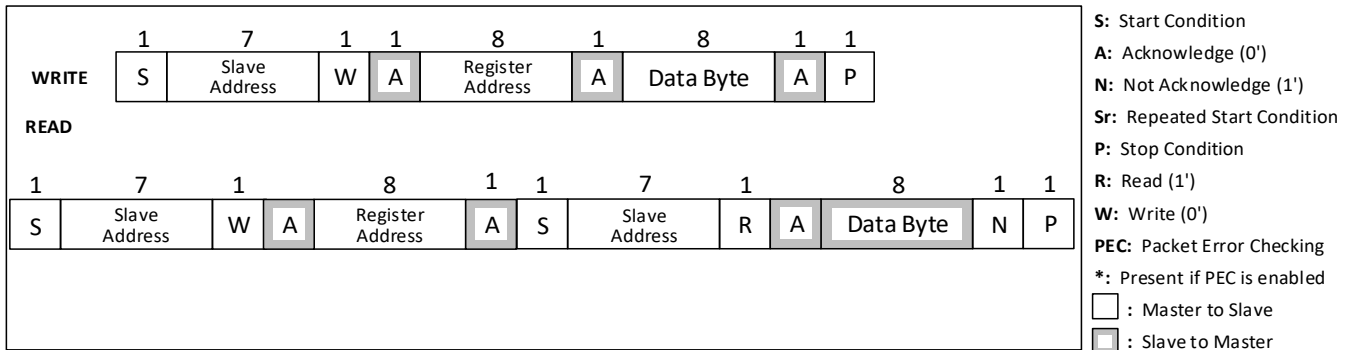 1 7 1 1 8 1 8 1 1
WRITE S Slave Address W A Register Address A Data Byte A P
READ
1 7 1 8 1 1 7 1 8 1 1
S Slave Address W A Register Address A S Slave Address R A Data Byte N P
S: Start Condition
A: Acknowledge (0')
N: Not Acknowledge (1')
Sr: Repeated Start Condition
P: Stop Condition
R: Read (1')
W: Write (0')
PEC: Packet Error Checking
*: Present if PEC is enabled
: Master to Slave
: Slave to Master